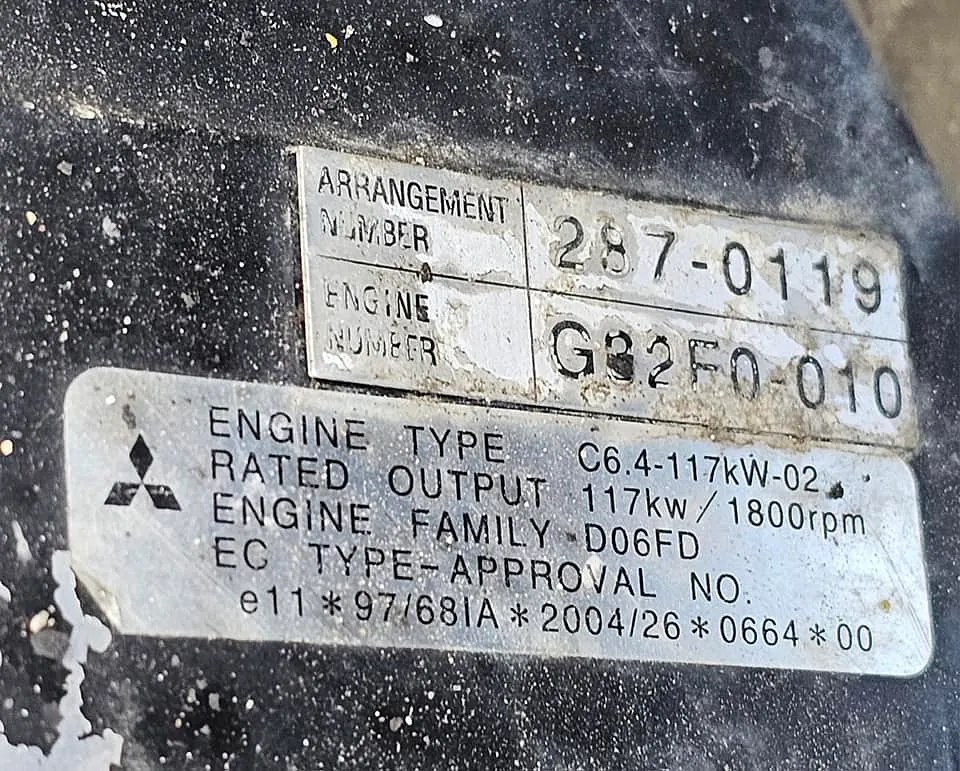 ARRANGEMENT
NUMBER
287-0119
ENGINE
NUMBER
G32F0-010
ENGINE TYPE C6.4-117kW-02
RATED OUTPUT 117kw/1800rpm
ENGINE FAMILY D06FD
EC TYPE-APPROVAL NO.
e11*97/68IA*2004/26*0664*00